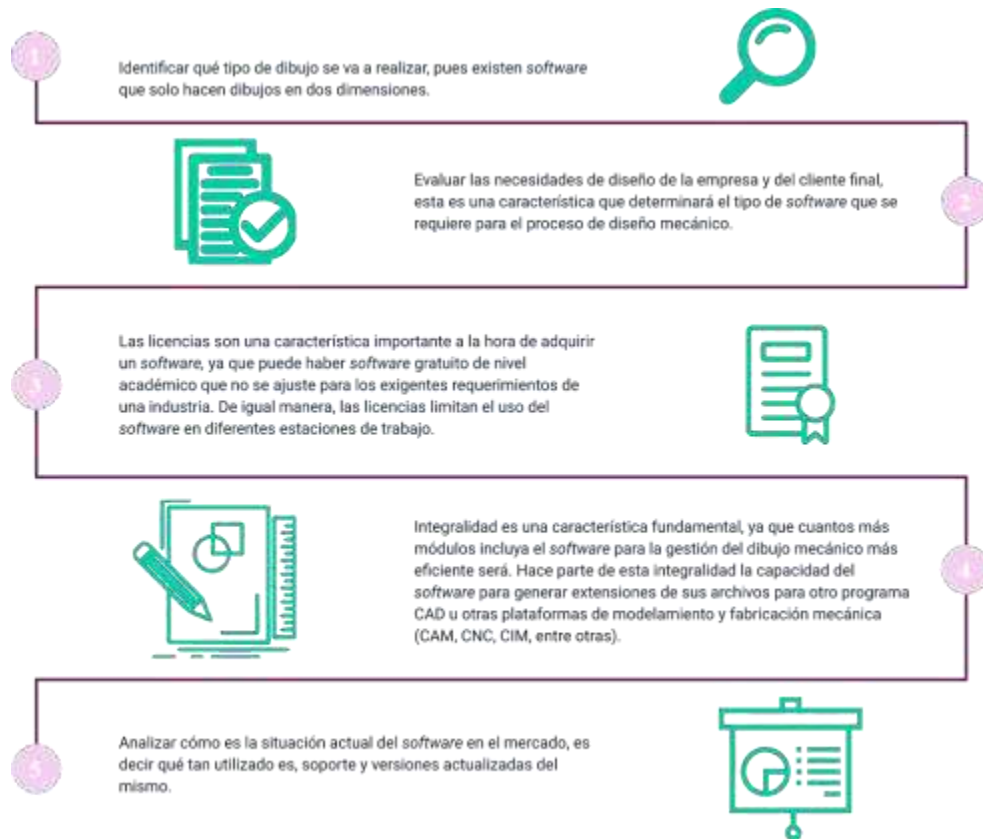 1
Identificar qué tipo de dibujo se va a realizar, pues existen software
que solo hacen dibujos en dos dimensiones.
2
Evaluar las necesidades de diseño de la empresa y del cliente final,
esta es una característica que determinará el tipo de software que se
requiere para el proceso de diseño mecánico.
3
Las licencias son una característica importante a la hora de adquirir
un software, ya que puede haber software gratuito de nivel
académico que no se ajuste para los exigentes requerimientos de
una industria. De igual manera, las licencias limitan el uso del
software en diferentes estaciones de trabajo.
4
Integralidad es una característica fundamental, ya que cuantos más
módulos incluya el software para la gestión del dibujo mecánico más
eficiente será. Hace parte de esta integralidad la capacidad del
software para generar extensiones de sus archivos para otro programa
CAD u otras plataformas de modelamiento y fabricación mecánica
(CAM, CNC, CIM, entre otras).
5
Analizar cómo es la situación actual del software en el mercado, es
decir qué tan utilizado es, soporte y versiones actualizadas del
mismo.